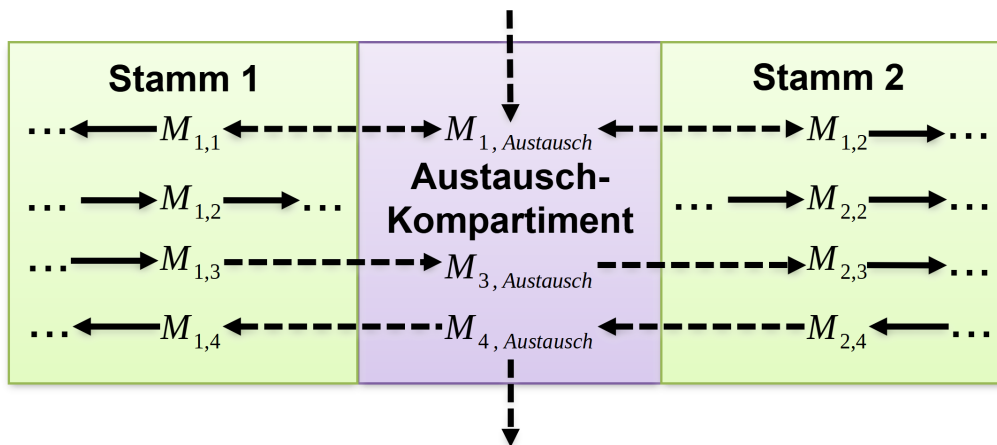 Stamm 1 Stamm 2
... M1,1 M1, Austausch M1,2 ...
Austausch-
... M1,2 ... Kompartiment ... M2,2 ...
... M1,3 M3, Austausch M2,3 ...
... M1,4 M4, Austausch M2,4 ...